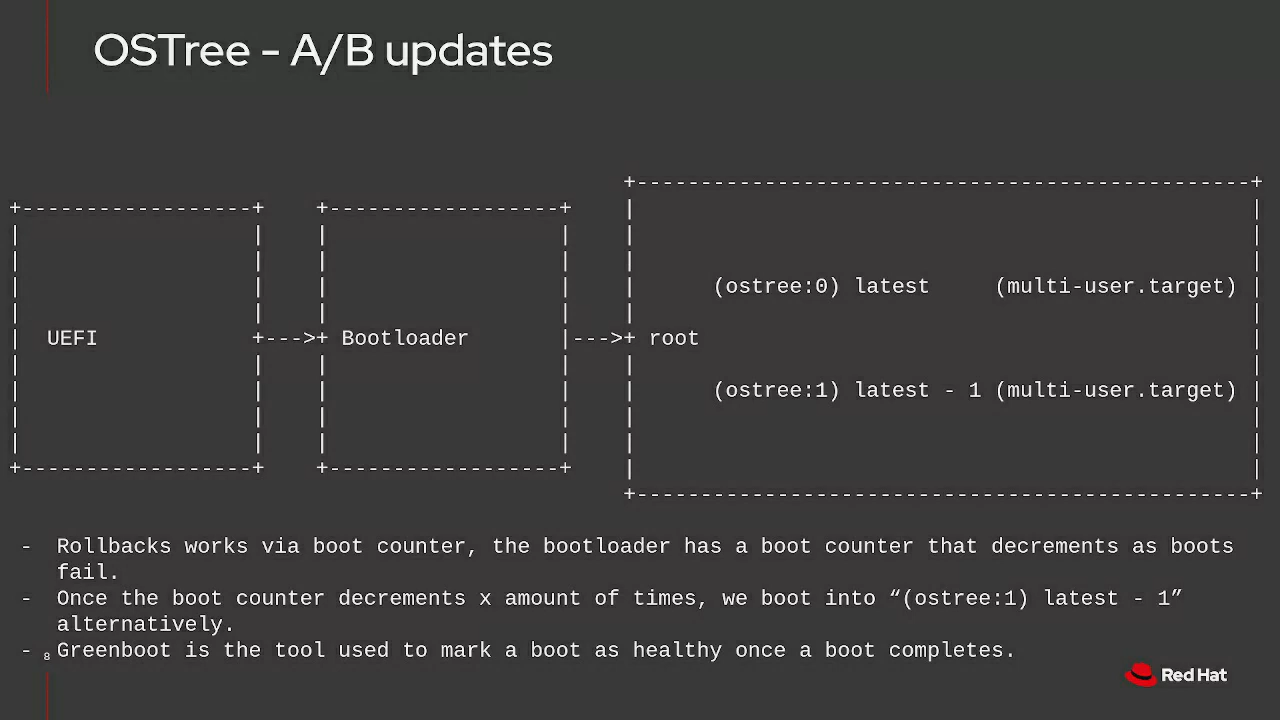 OSTree - A/B updates
+------------------------------------------------+
+------------------+    +------------------+
(ostree:0) latest     (multi-user.target)
UEFI            +--->+ Bootloader       |--->+ root
(ostree:1) latest - 1 (multi-user.target)
+------------------+    +------------------+
+------------------------------------------------+
- Rollbacks works via boot counter, the bootloader has a boot counter that decrements as boots
fail.
- Once the boot counter decrements x amount of times, we boot into “(ostree:1) latest - 1”
alternatively.
- Greenboot is the tool used to mark a boot as healthy once a boot completes.
8
Red Hat